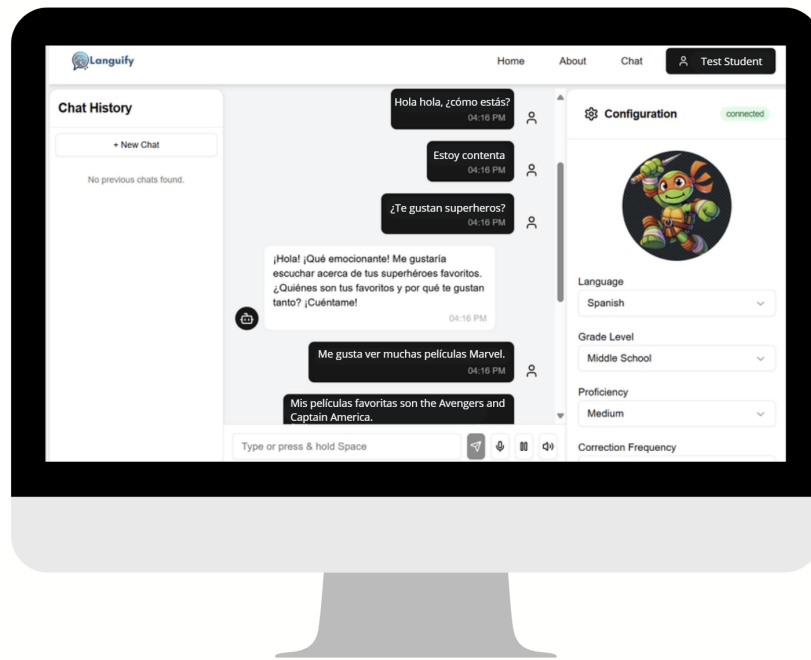 Languify
Home About Chat Test Student
Chat History
+ New Chat
No previous chats found.
Hola hola, ¿cómo estás?
04:16 PM
Estoy contenta
04:16 PM
¿Te gustan superheros?
04:16 PM
¡Hola! ¡Qué emocionante! Me gustaría
escuchar acerca de tus superhéroes favoritos.
¿Quiénes son tus favoritos y por qué te gustan
tanto? ¡Cuéntame!
04:16 PM
Me gusta ver muchas películas Marvel.
04:16 PM
Mis películas favoritas son the Avengers and
Captain America.
Type or press & hold Space
Configuration connected
Language
Spanish
Grade Level
Middle School
Proficiency
Medium
Correction Frequency